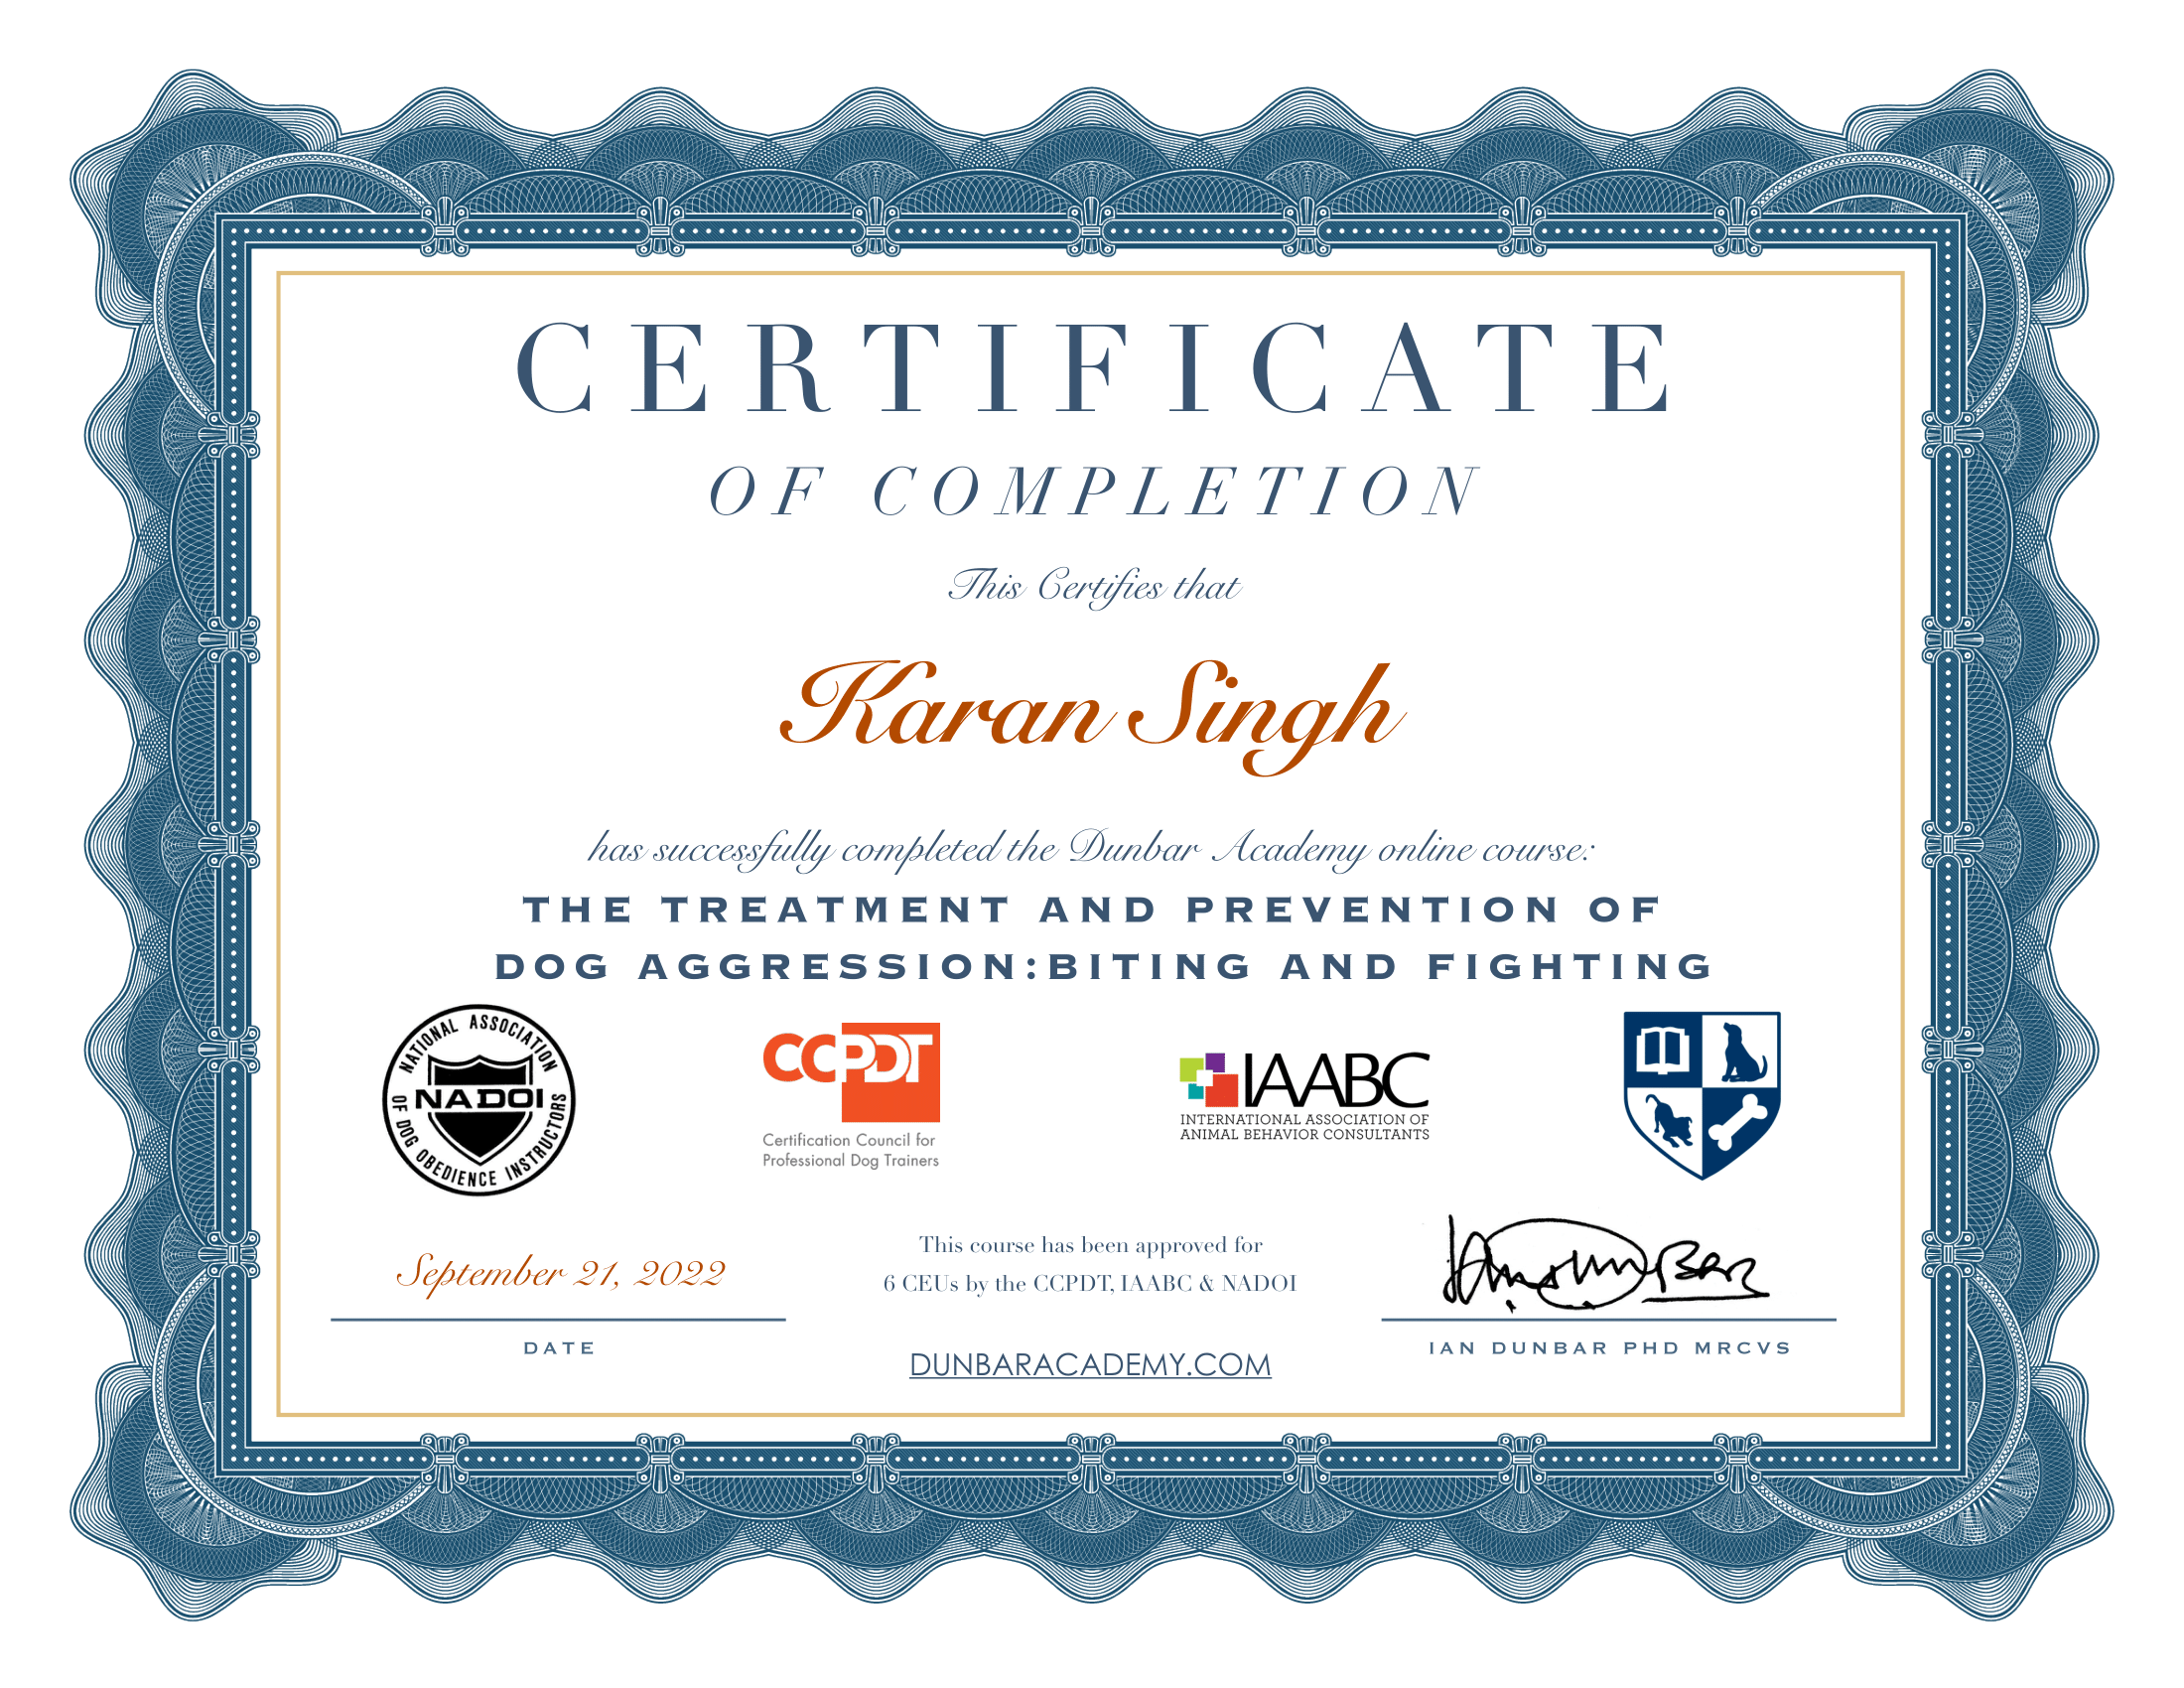 CERTIFICATE
OF COMPLETION
This Certifies that
Karan Singh
has successfully completed the Dunbar Academy online course:
THE TREATMENT AND PREVENTION OF
DOG AGGRESSION:BITING AND FIGHTING
NATIONAL ASSOCIATION
NADOI
OF DOG OBEDIENCE INSTRUCTORS
CCPDT
Certification Council for
Professional Dog Trainers
IAABC
INTERNATIONAL ASSOCIATION OF
ANIMAL BEHAVIOR CONSULTANTS
September 21, 2022
DATE
This course has been approved for
6 CEUs by the CCPDT, IAABC & NADOI
DUNBARACADEMY.COM
Ian Dunbar
IAN DUNBAR PHD MRCVS